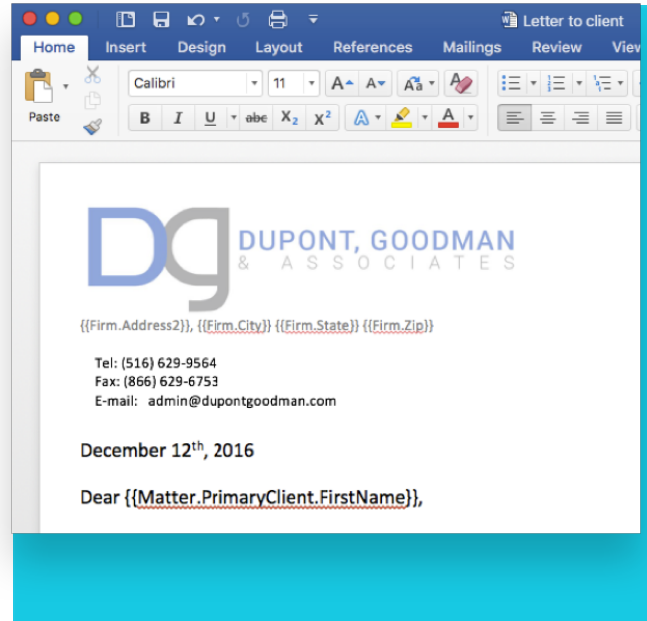 Letter to client
Home Insert Design Layout References Mailings Review View
Paste
Calibri 11 A A Aa A
B I U abc X2 X2 A A
Dg
DUPONT, GOODMAN
& ASSOCIATES
{{Firm.Address2}}, {{Firm.City}} {{Firm.State}} {{Firm.Zip}}
Tel: (516) 629-9564
Fax: (866) 629-6753
E-mail: admin@dupontgoodman.com
December 12th, 2016
Dear {{Matter.PrimaryClient.FirstName}},